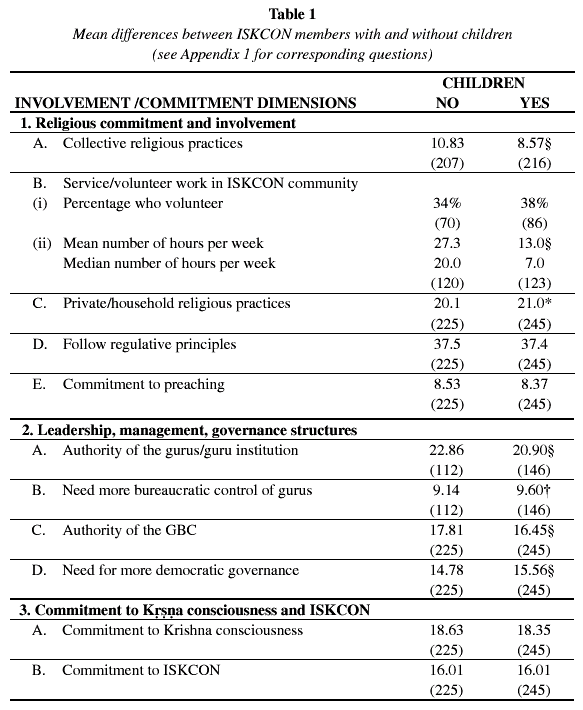 Table 1
Mean differences between ISKCON members with and without children
(see Appendix 1 for corresponding questions)
CHILDREN
INVOLVEMENT /COMMITMENT DIMENSIONS NO YES
1. Religious commitment and involvement
A. Collective religious practices 10.83 8.57§
(207) (216)
B. Service/volunteer work in ISKCON community
(i) Percentage who volunteer 34% 38%
(70) (86)
(ii) Mean number of hours per week 27.3 13.0§
Median number of hours per week 20.0 7.0
(120) (123)
C. Private/household religious practices 20.1 21.0*
(225) (245)
D. Follow regulative principles 37.5 37.4
(225) (245)
E. Commitment to preaching 8.53 8.37
(225) (245)
2. Leadership, management, governance structures
A. Authority of the gurus/guru institution 22.86 20.90§
(112) (146)
B. Need more bureaucratic control of gurus 9.14 9.60†
(112) (146)
C. Authority of the GBC 17.81 16.45§
(225) (245)
D. Need for more democratic governance 14.78 15.56§
(225) (245)
3. Commitment to Kṛṣṇa consciousness and ISKCON
A. Commitment to Krishna consciousness 18.63 18.35
(225) (245)
B. Commitment to ISKCON 16.01 16.01
(225) (245)